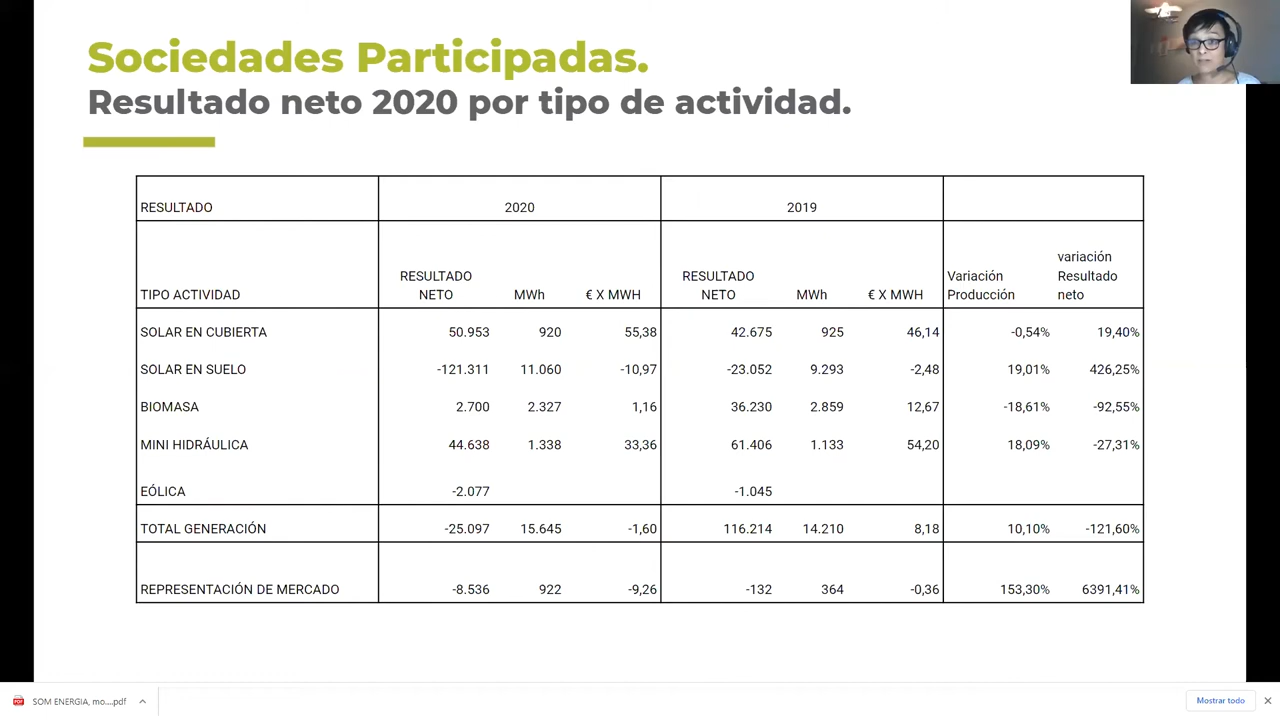 Sociedades Participadas.
Resultado neto 2020 por tipo de actividad.
RESULTADO 2020 2019
TIPO ACTIVIDAD RESULTADO NETO MWh € X MWH RESULTADO NETO MWh € X MWH Variación Producción variación Resultado neto
SOLAR EN CUBIERTA 50.953 920 55,38 42.675 925 46,14 -0,54% 19,40%
SOLAR EN SUELO -121.311 11.060 -10,97 -23.052 9.293 -2,48 19,01% 426,25%
BIOMASA 2.700 2.327 1,16 36.230 2.859 12,67 -18,61% -92,55%
MINI HIDRÁULICA 44.638 1.338 33,36 61.406 1.133 54,20 18,09% -27,31%
EÓLICA -2.077 -1.045
TOTAL GENERACIÓN -25.097 15.645 -1,60 116.214 14.210 8,18 10,10% -121,60%
REPRESENTACIÓN DE MERCADO -8.536 922 -9,26 -132 364 -0,36 153,30% 6391,41%
SOM ENERGIA, mo....pdf
Mostrar todo